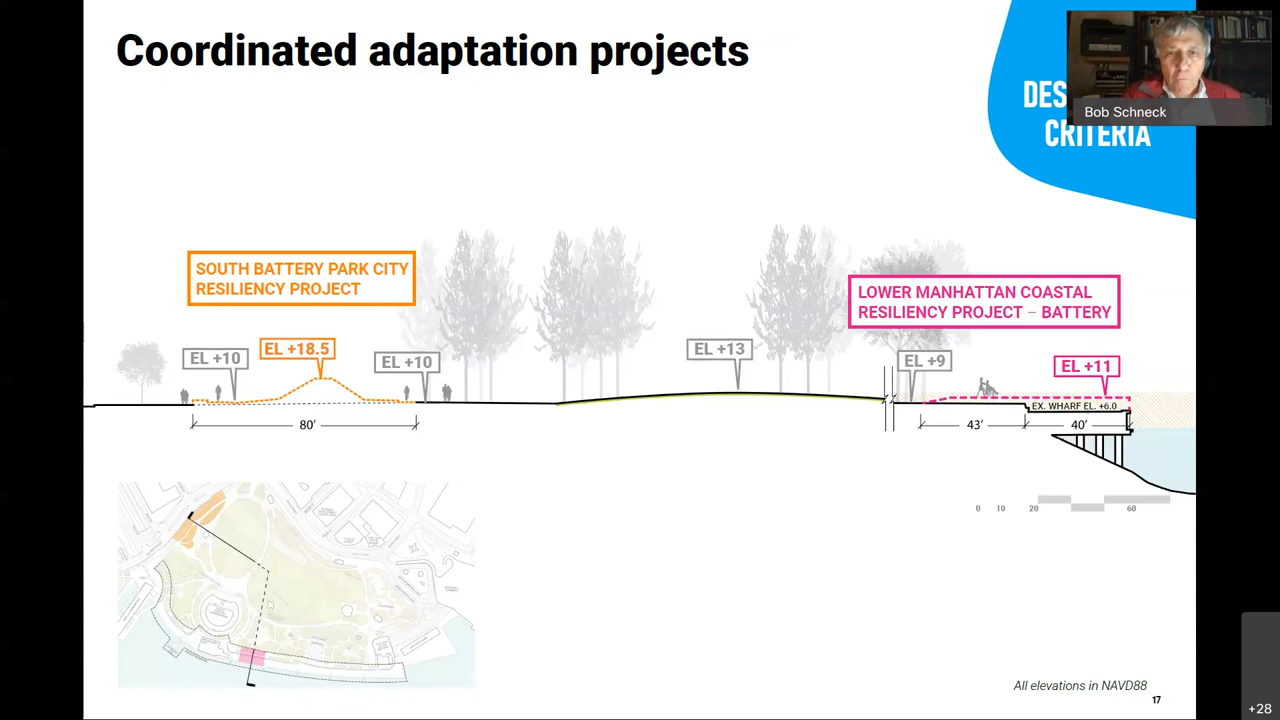 Coordinated adaptation projects
CRITERIA
Bob Schneck
SOUTH BATTERY PARK CITY
RESILIENCY PROJECT
LOWER MANHATTAN COASTAL
RESILIENCY PROJECT – BATTERY
EL +10
EL +18.5
EL +10
EL +13
EL +9
EL +11
EX. WHARF EL. +6.0
80’
43’
40’
0 10 20 60
All elevations in NAVD88
17
+28